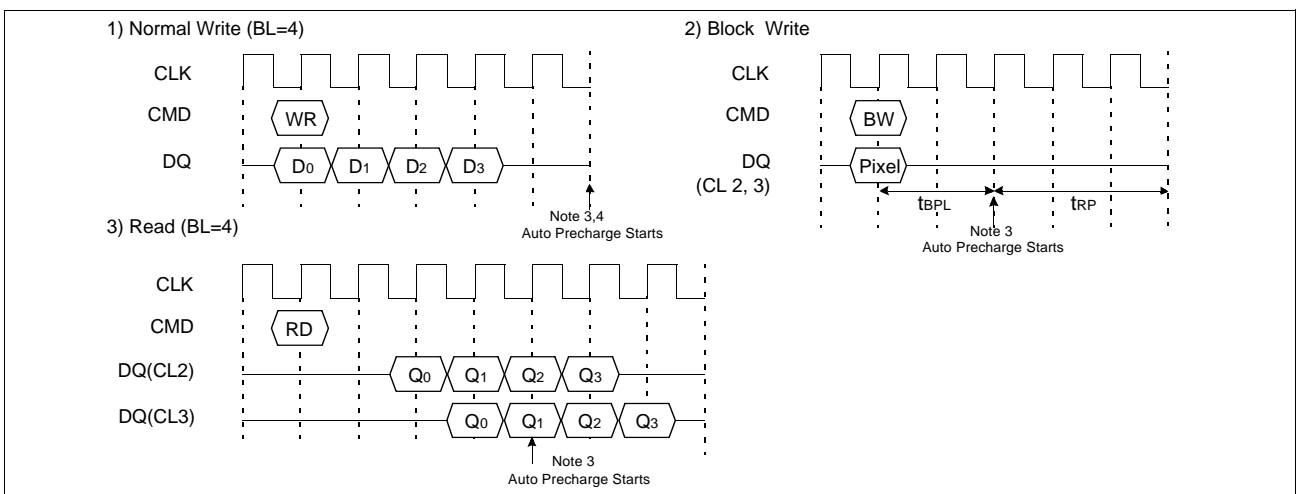 1) Normal Write (BL=4)
CLK
CMD
WR
DQ
D0 D1 D2 D3
Note 3,4
Auto Precharge Starts
2) Block Write
CLK
CMD
BW
DQ
(CL 2, 3)
Pixel
tBPL
tRP
Note 3
Auto Precharge Starts
3) Read (BL=4)
CLK
CMD
RD
DQ(CL2)
Q0 Q1 Q2 Q3
DQ(CL3)
Q0 Q1 Q2 Q3
Note 3
Auto Precharge Starts